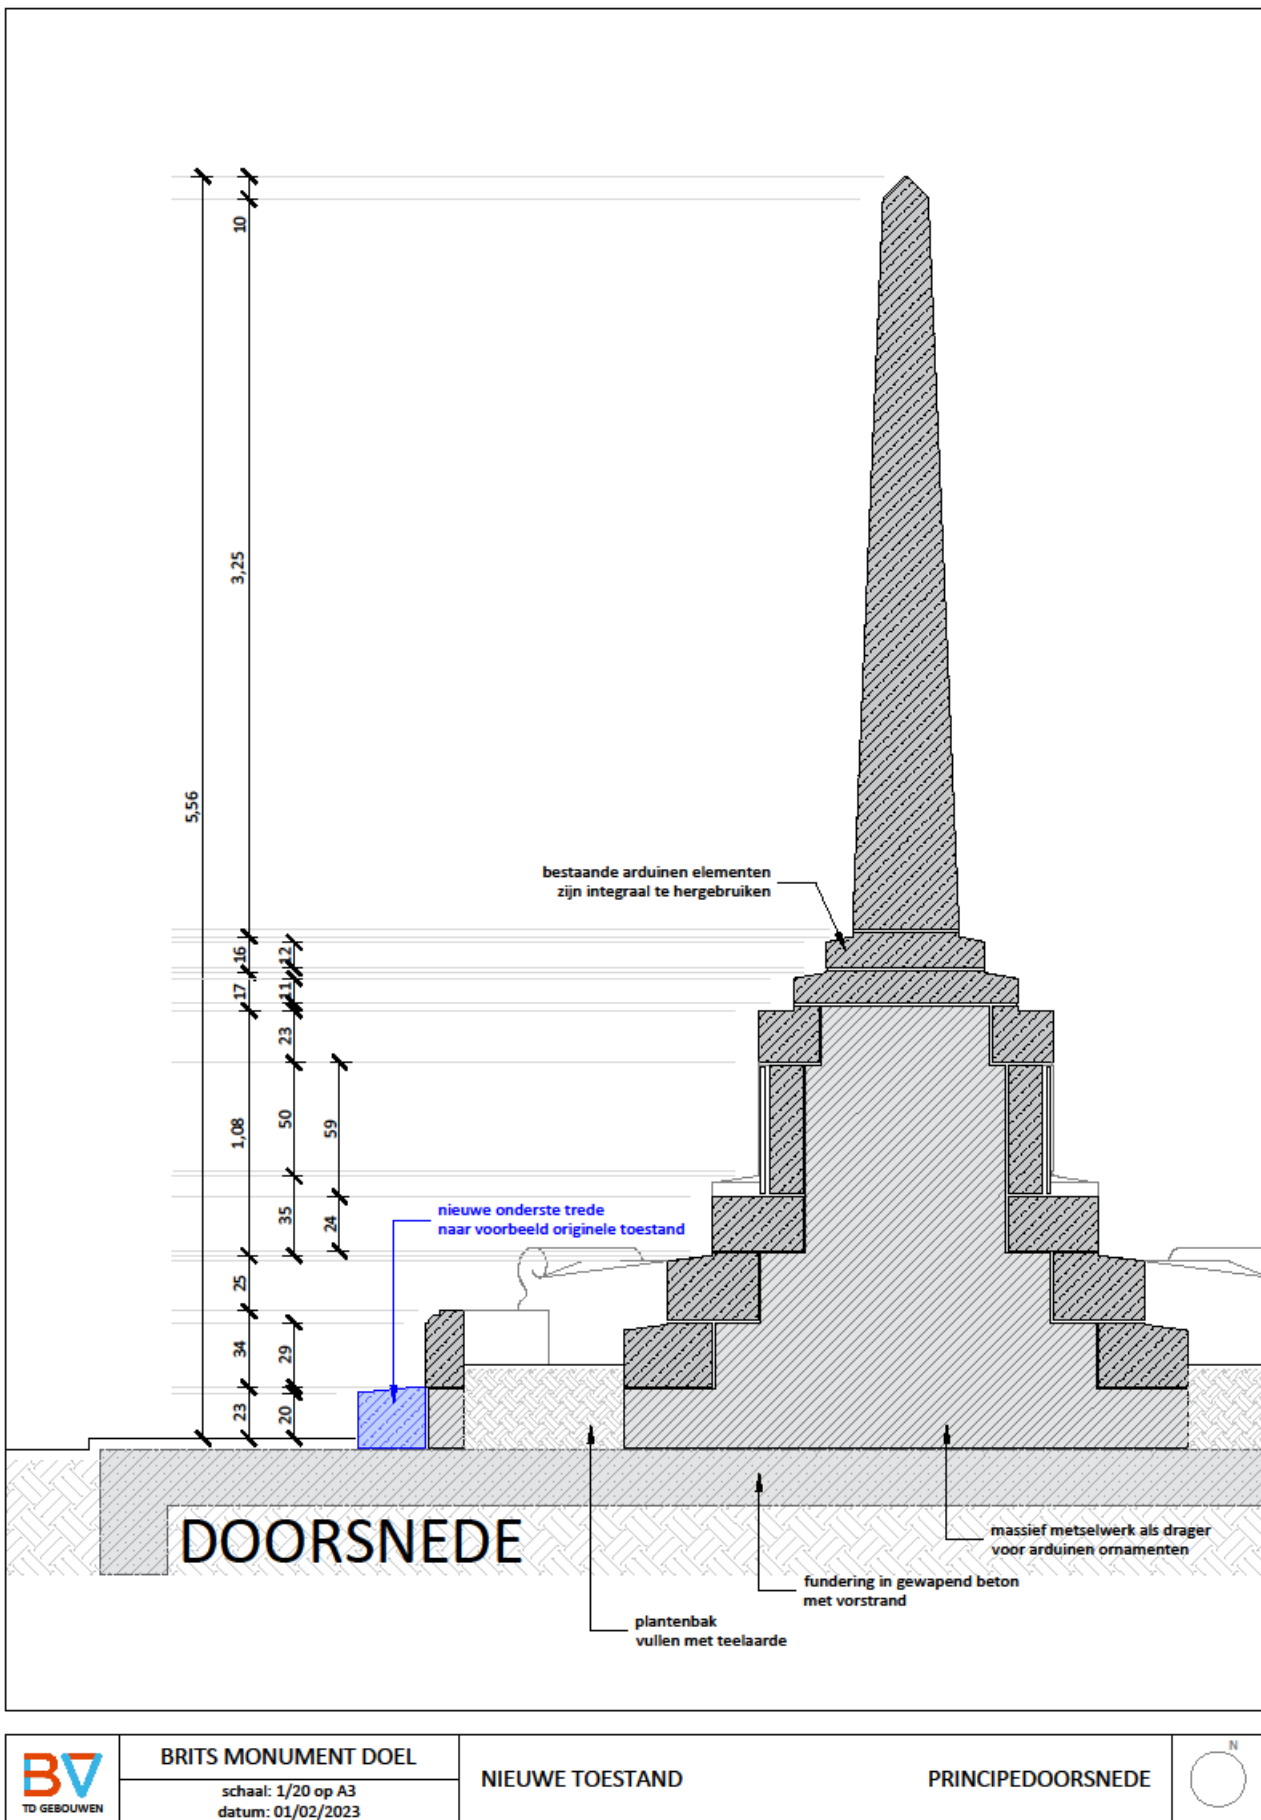 10
3,25
5,56
16
12
17
11
23
1,08
50
59
35
24
25
34
29
23
20
bestaande arduinen elementen
zijn integraal te hergebruiken
nieuwe onderste trede
naar voorbeeld originele toestand
DOORSNEDE
massief metselwerk als drager
voor arduinen ornamenten
fundering in gewapend beton
met vorstrand
plantenbak
vullen met teelaarde
BV
TD GEBOUWEN
BRITS MONUMENT DOEL
schaal: 1/20 op A3
datum: 01/02/2023
NIEUWE TOESTAND
PRINCIPEDOORSNEDE
N